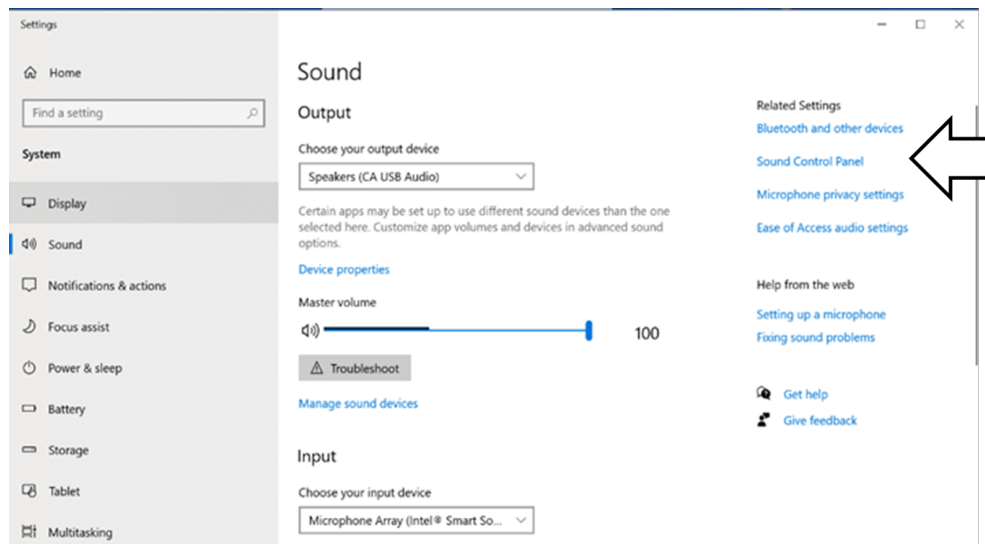 Settings
Home
Find a setting
System
Display
Sound
Notifications & actions
Focus assist
Power & sleep
Battery
Storage
Tablet
Multitasking
Sound
Output
Choose your output device
Speakers (CA USB Audio)
Certain apps may be set up to use different sound devices than the one
selected here. Customize app volumes and devices in advanced sound
options.
Device properties
Master volume
100
Troubleshoot
Manage sound devices
Input
Choose your input device
Microphone Array (Intel® Smart So...
Related Settings
Bluetooth and other devices
Sound Control Panel
Microphone privacy settings
Ease of Access audio settings
Help from the web
Setting up a microphone
Fixing sound problems
Get help
Give feedback